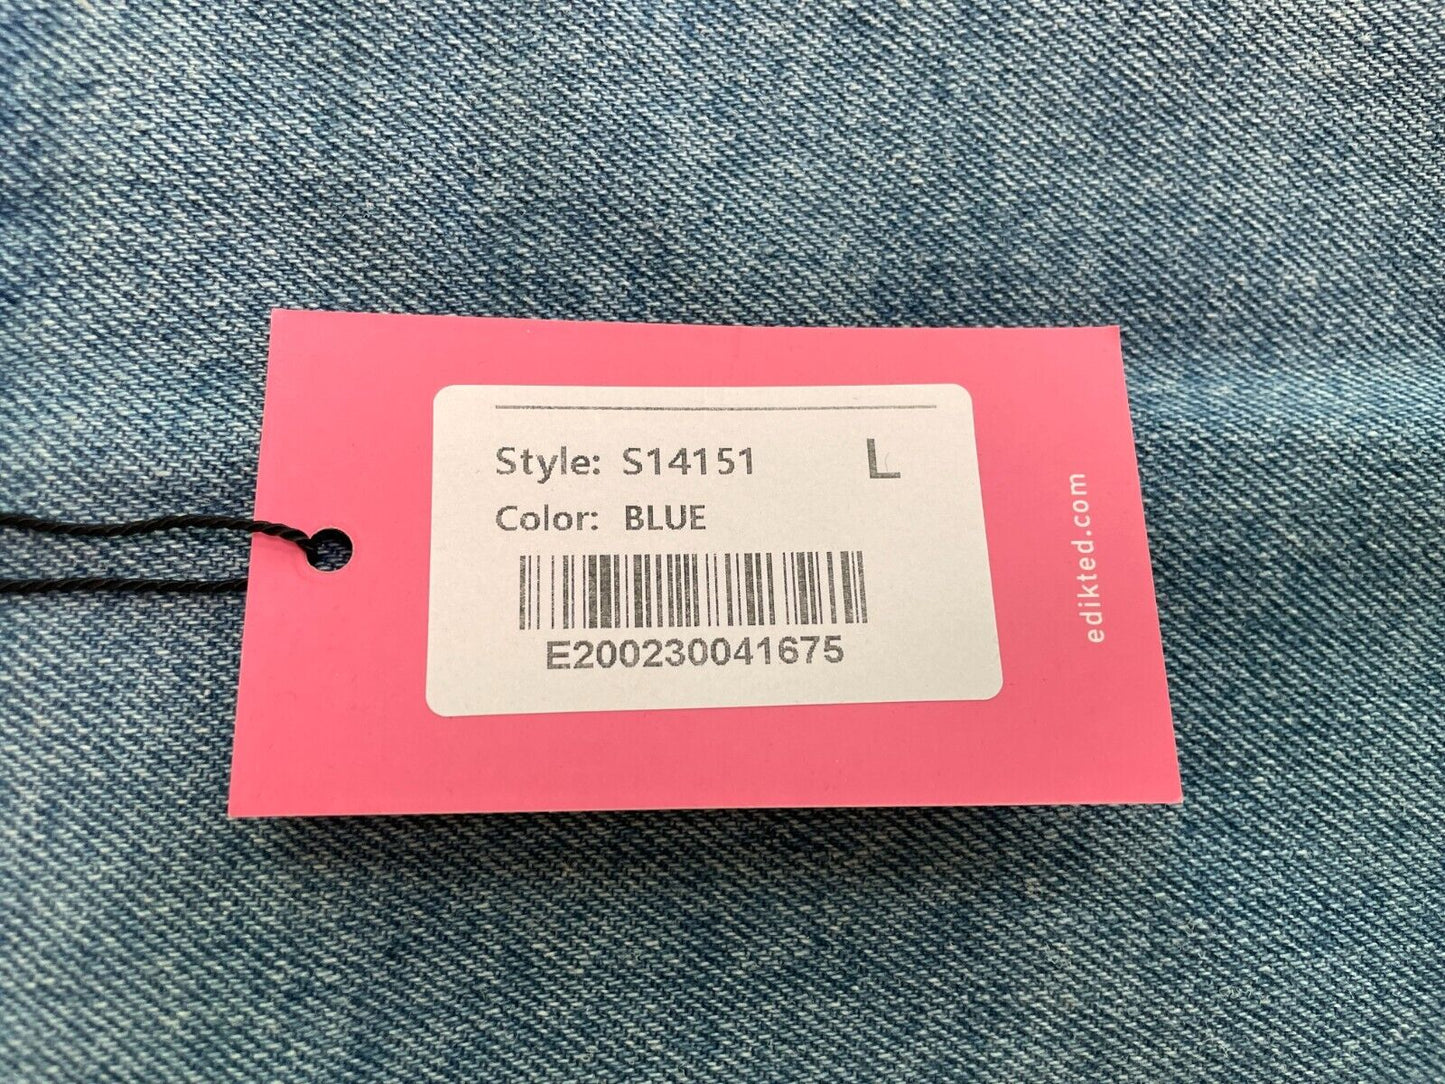 Style: S14151 L
Color: BLUE
E200230041675
edikted.com